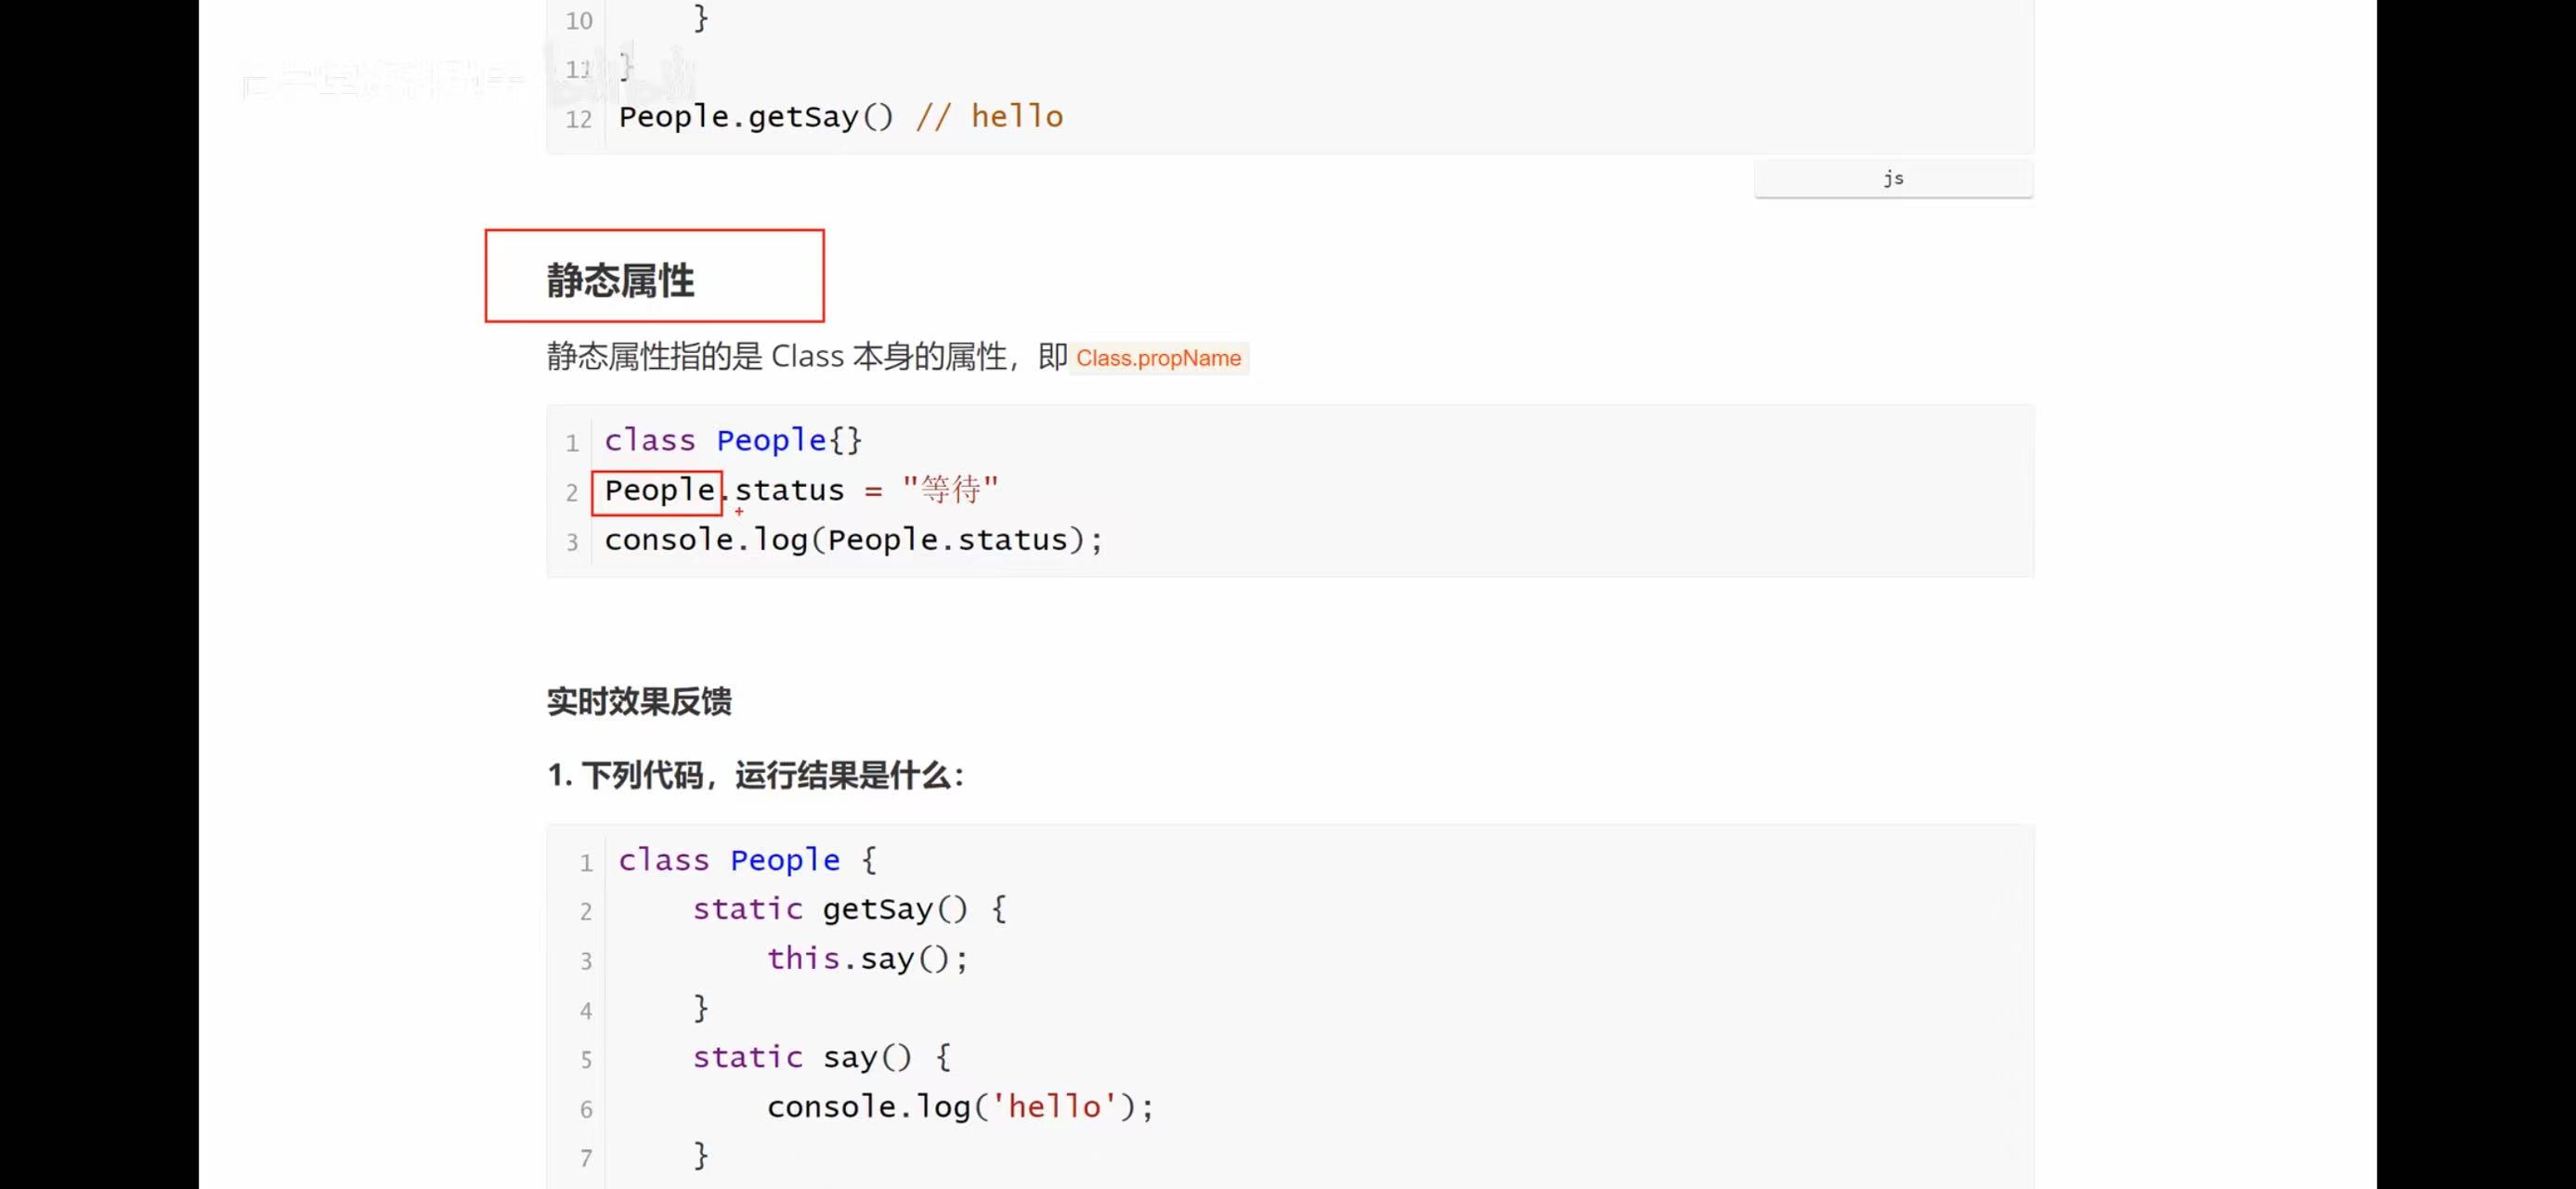 10 }
11 }
12 People.getSay() // hello
js
静态属性
静态属性指的是 Class 本身的属性，即 Class.propName
1 class People{}
2 People.status = "等待"
3 console.log(People.status);
实时效果反馈
1. 下列代码，运行结果是什么：
1 class People {
2 static getSay() {
3 this.say();
4 }
5 static say() {
6 console.log('hello');
7 }